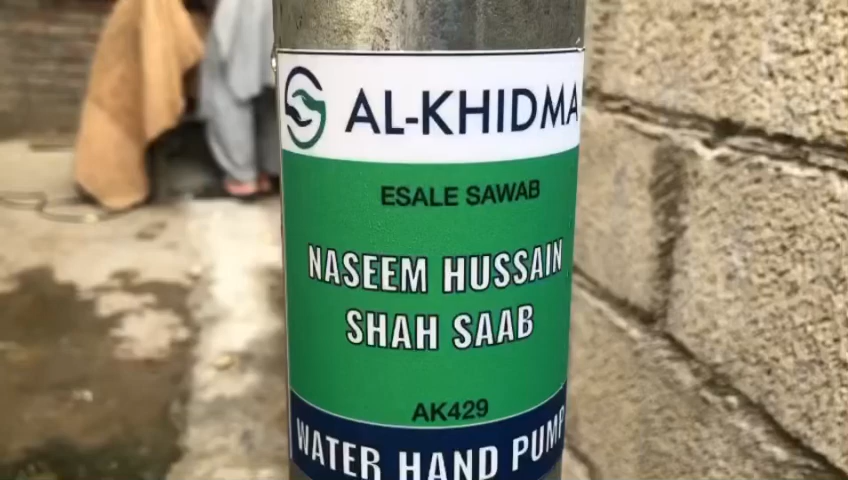 AL-KHIDMA
ESALE SAWAB
NASEEM HUSSAIN
SHAH SAAB
AK429
WATER HAND PUMP